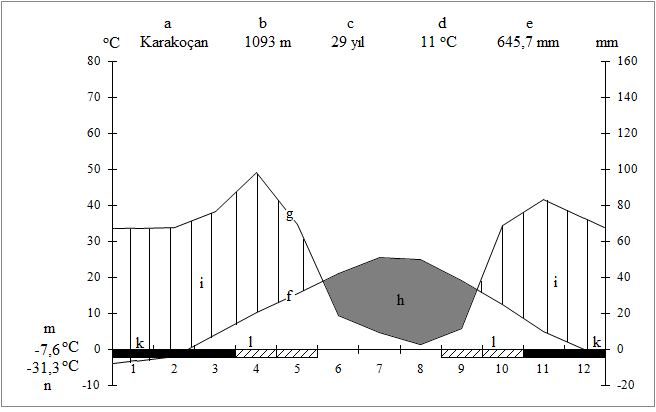 a b c d e
°C Karakoçan 1093 m 29 yıl 11 °C 645,7 mm mm
80 160
70 140
60 120
50 100
40 80
g
30 60
i i
f h
20 40
10 20
m k l l k
-7,6 °C 0 0
-31,3 °C 1 2 3 4 5 6 7 8 9 10 11 12
n -10 -20